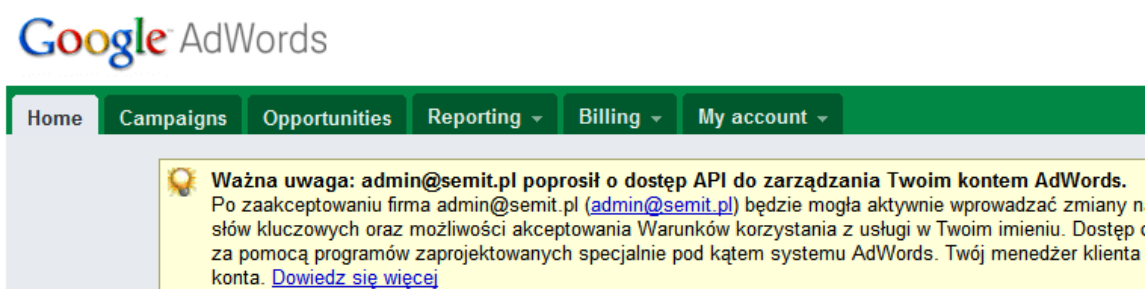 Google AdWords
Home Campaigns Opportunities Reporting Billing My account
Ważna uwaga: admin@semit.pl poprosił o dostęp API do zarządzania Twoim kontem AdWords.
Po zaakceptowaniu firma admin@semit.pl (admin@semit.pl) będzie mogła aktywnie wprowadzać zmiany
słów kluczowych oraz możliwości akceptowania Warunków korzystania z usługi w Twoim imieniu. Dostęp
za pomocą programów zaprojektowanych specjalnie pod kątem systemu AdWords. Twój menedżer klienta
konta. Dowiedz się więcej